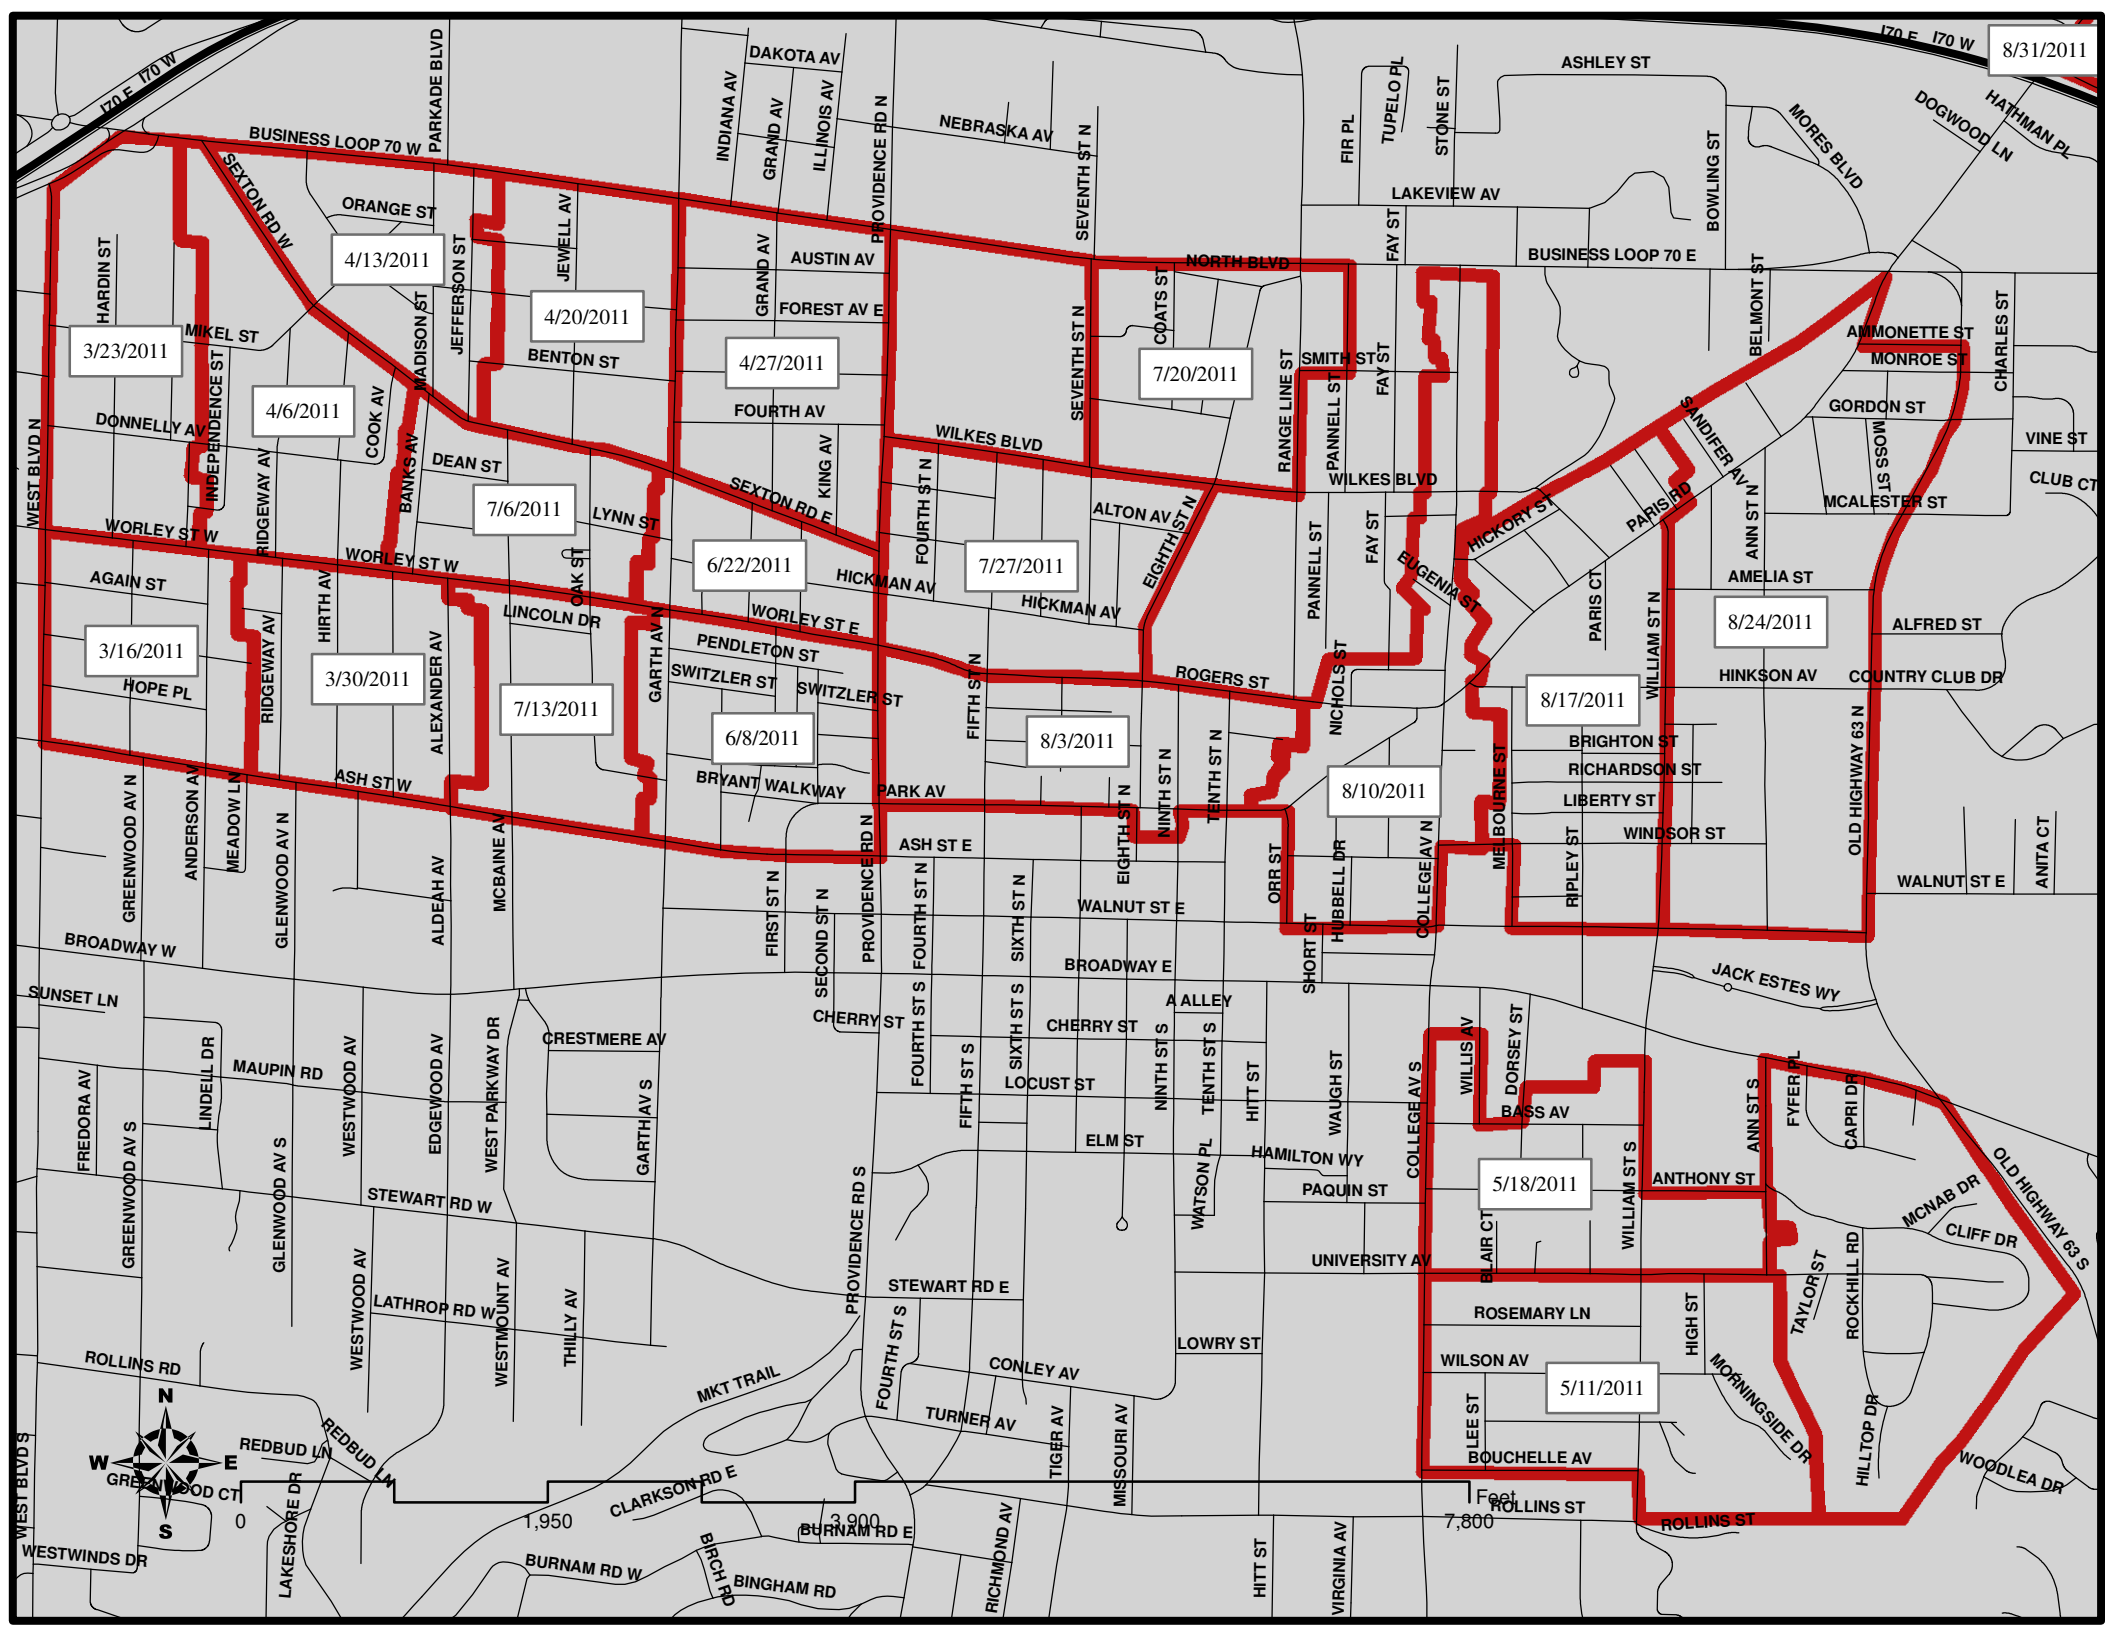 I70 W
I70 E
BUSINESS LOOP 70 W
PARKADE BLVD
DAKOTA AV
INDIANA AV
GRAND AV
ILLINOIS AV
PROVIDENCE RD N
NEBRASKA AV
SEVENTH ST N
FIR PL
TUPELO PL
STONE ST
ASHLEY ST
BOWLING ST
MORES BLVD
I70 E
I70 W
8/31/2011
DOGWOOD LN
HATHMAN PL
LAKEVIEW AV
FAY ST
BUSINESS LOOP 70 E
BELMONT ST
SEXTON RD W
ORANGE ST
4/13/2011
JEFFERSON ST
JEWELL AV
GRAND AV
AUSTIN AV
FOREST AV E
NORTH BLVD
COATS ST
HARDIN ST
MIKEL ST
3/23/2011
MADISON ST
4/20/2011
BENTON ST
4/27/2011
SEVENTH ST N
7/20/2011
RANGE LINE ST
SMITH ST
PANNELL ST
FAY ST
AMMONETTE ST
MONROE ST
CHARLES ST
INDEPENDENCE ST
4/6/2011
COOK AV
DONNELLY AV
FOURTH AV
KING AV
WILKES BLVD
WILKES BLVD
SANDIFER AV
GORDON ST
MOSS ST
VINE ST
CLUB CT
WEST BLVD N
RIDGEWAY AV
BANKS AV
DEAN ST
7/6/2011
LYNN ST
SEXTON RD E
FOURTH ST N
ALTON AV
EIGHTH ST N
PANNELL ST
FAY ST
HICKORY ST
PARIS RD
ANN ST N
MCALESTER ST
WORLEY ST W
WORLEY ST W
AGAIN ST
HIRTH AV
OAK ST
LINCOLN DR
6/22/2011
HICKMAN AV
WORLEY ST E
7/27/2011
HICKMAN AV
EUGENIA ST
PARIS CT
WILLIAM ST N
AMELIA ST
8/24/2011
ALFRED ST
3/16/2011
HOPE PL
RIDGEWAY AV
3/30/2011
ALEXANDER AV
7/13/2011
GARTH AV N
PENDLETON ST
SWITZLER ST
SWITZLER ST
6/8/2011
FIFTH ST N
8/3/2011
ROGERS ST
NICHOLS ST
8/17/2011
HINKSON AV
COUNTRY CLUB DR
OLD HIGHWAY 63 N
ASH ST W
BRYANT WALKWAY
PARK AV
EIGHTH ST N
NINTH ST N
TENTH ST N
8/10/2011
COLLEGE AV N
MELBOURNE ST
BRIGHTON ST
RICHARDSON ST
LIBERTY ST
WINDSOR ST
RIPLEY ST
GREENWOOD AV N
ANDERSON AV
MEADOW LN
GLENWOOD AV N
ALDEAH AV
MCBAINE AV
FIRST ST N
SECOND ST N
PROVIDENCE RD N
ASH ST E
FOURTH ST N
SIXTH ST N
WALNUT ST E
ORR ST
HUBBELL DR
SHORT ST
WALNUT ST E
ANITA CT
BROADWAY W
SUNSET LN
BROADWAY E
A ALLEY
JACK ESTES WY
CHERRY ST
CHERRY ST
CRESTMERE AV
FREDORA AV
GREENWOOD AV S
LINDELL DR
MAUPIN RD
GLENWOOD AV S
WESTWOOD AV
EDGEWOOD AV
WEST PARKWAY DR
GARTH AV S
FOURTH ST S
FIFTH ST S
SIXTH ST S
LOCUST ST
NINTH ST S
TENTH ST S
HITT ST
WAUGH ST
COLLEGE AV S
WILLIS AV
DORSEY ST
BASS AV
ANN ST S
FYFER PL
CAPRI DR
OLD HIGHWAY 63 S
STEWART RD W
ELM ST
WATSON PL
HAMILTON WY
PAQUIN ST
5/18/2011
WILLIAM ST S
ANTHONY ST
MCNAB DR
CLIFF DR
PROVIDENCE RD S
UNIVERSITY AV
BLAIR CT
TAYLOR ST
ROCKHILL RD
WESTWOOD AV
LATHROP RD W
WESTMOUNT AV
THILLY AV
STEWART RD E
ROSEMARY LN
HIGH ST
ROLLINS RD
MKT TRAIL
FOURTH ST S
LOWRY ST
CONLEY AV
WILSON AV
5/11/2011
MORNINGSIDE DR
HILLTOP DR
N
W
E
S
REDBUD LN
REDBUD LN
GREENWOOD CT
WEST BLVD S
LAKESHORE DR
WESTWINDS DR
TURNER AV
TIGER AV
MISSOURI AV
LEE ST
BOUCHELLE AV
WOODLEA DR
CLARKSON RD E
Feet
0
1,950
3,900
7,800
ROLLINS ST
ROLLINS ST
BURNAM RD E
BURNAM RD W
BIRCH RD
BINGHAM RD
RICHMOND AV
HITT ST
VIRGINIA AV